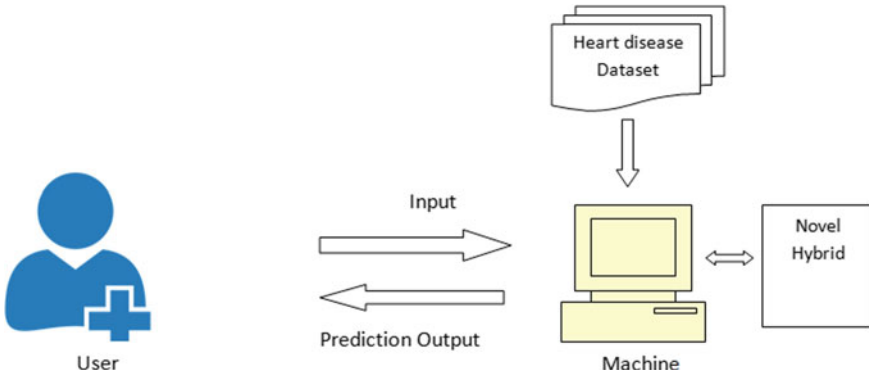 Heart disease
Dataset
Input
Novel
Hybrid
Prediction Output
User
Machine